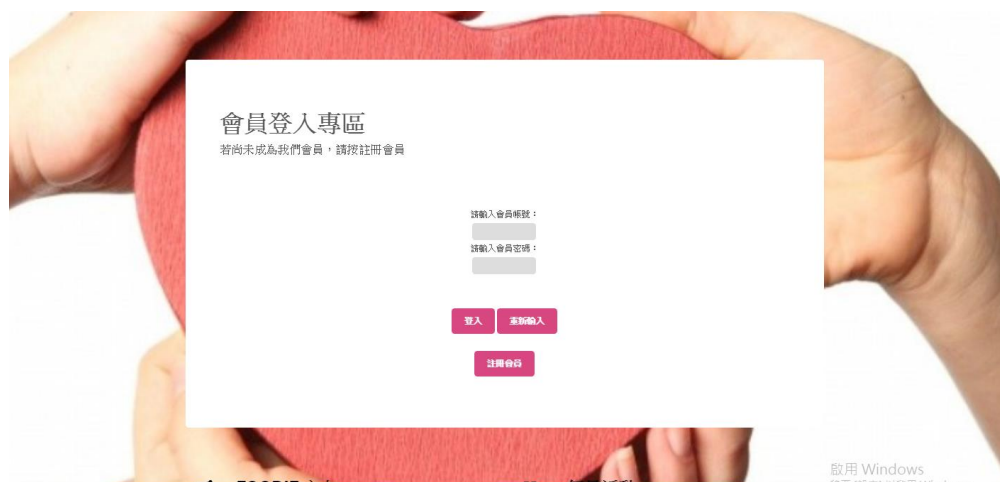 會員登入專區
若尚未成為我們會員，請按註冊會員
請輸入會員帳號：
請輸入會員密碼：
登入 重新輸入
註冊會員
啟用 Windows